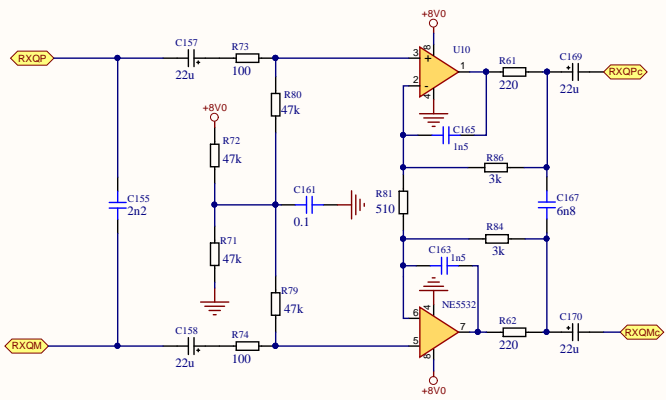 +8V0
C157
R73
3
8
U10
R61
C169
RXQP
+
1
RXQPc
22u
100
2
-
220
22u
4
R80
47k
+8V0
C165
1n5
R72
47k
R86
3k
C155
2n2
C161
0.1
R81
510
C167
6n8
R84
3k
R71
47k
C163
1n5
R79
47k
4
NE5532
C158
R74
6
R62
C170
RXQM
7
RXQMc
22u
100
5
220
22u
8
+8V0